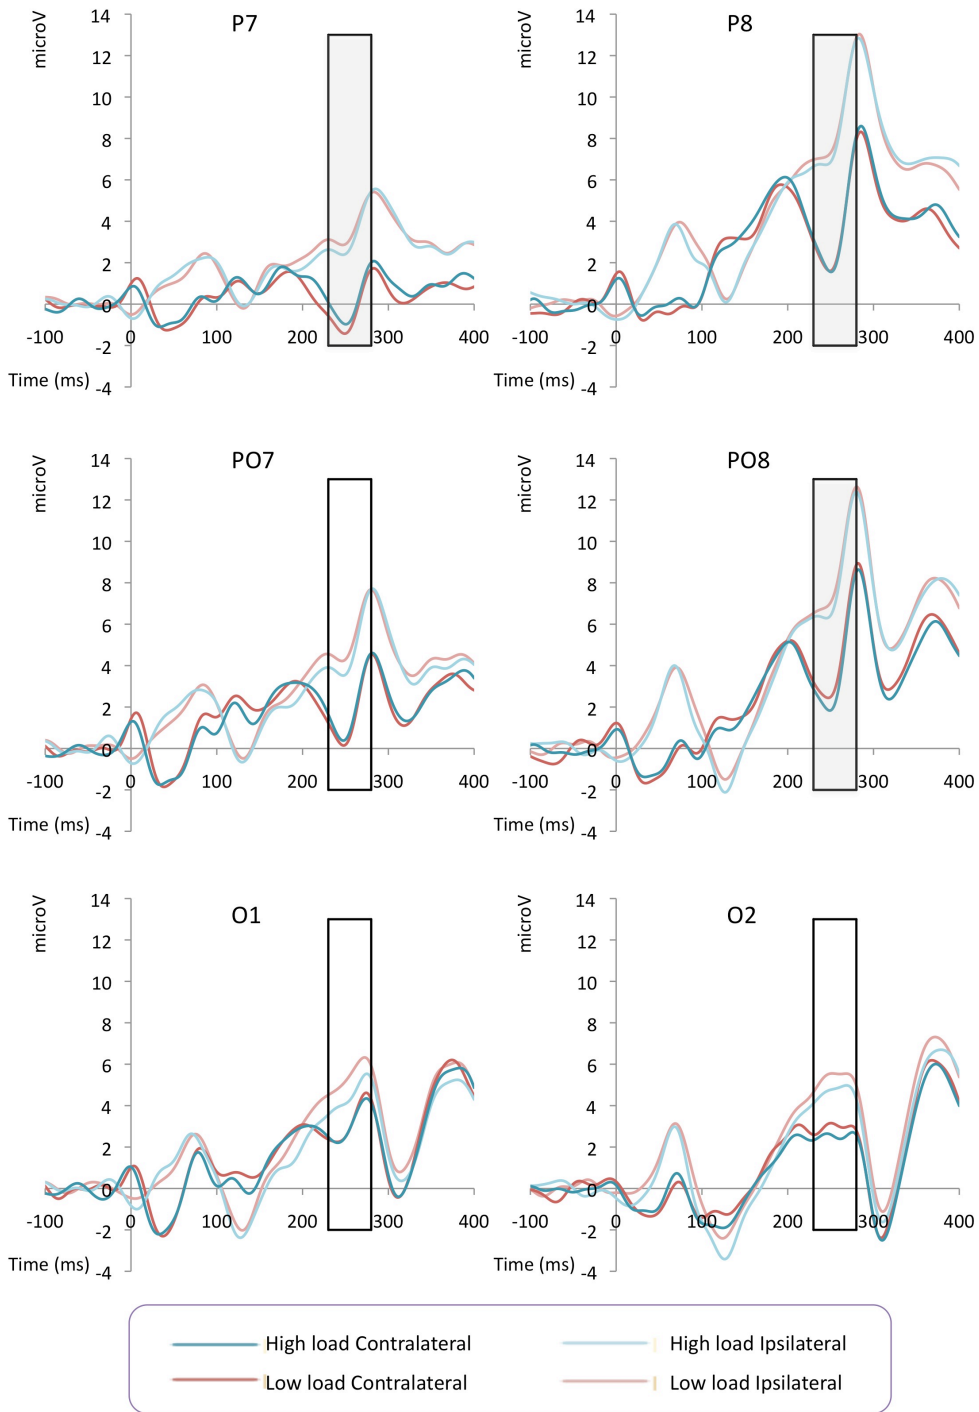 P7
microV
14
12
10
8
6
4
2
0
-100 100 200 300 400
-2
Time (ms) -4
P8
microV
14
12
10
8
6
4
2
0
-100 0 100 200 300 400
-2
Time (ms) -4
PO7
microV
14
12
10
8
6
4
2
0
-100 0 100 200 300 400
-2
Time (ms) -4
PO8
microV
14
12
10
8
6
4
2
0
-100 0 100 200 300 400
-2
Time (ms) -4
O1
microV
14
12
10
8
6
4
2
0
-100 0 100 200 300 400
-2
Time (ms) -4
O2
microV
14
12
10
8
6
4
2
0
-100 0 100 200 300 400
-2
Time (ms) -4
High load Contralateral High load Ipsilateral
Low load Contralateral Low load Ipsilateral